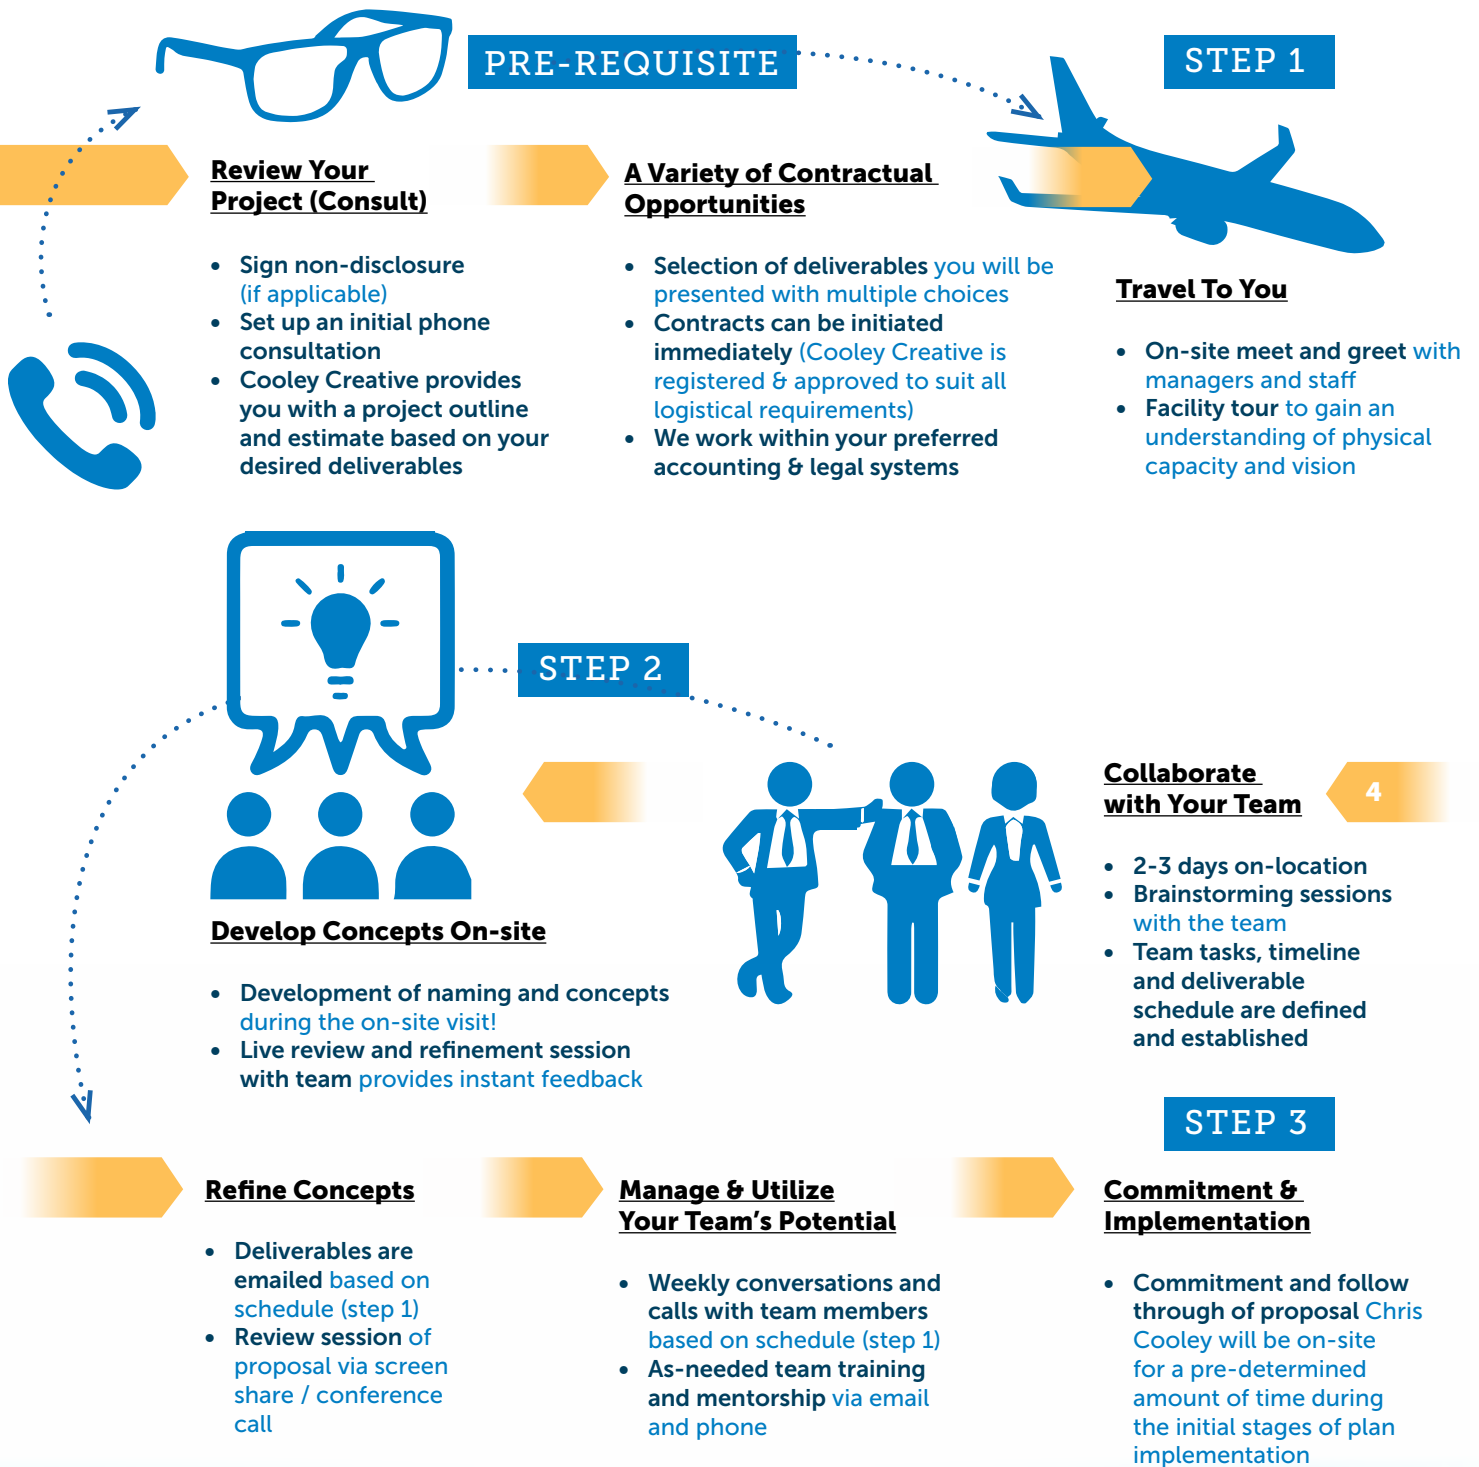 PRE-REQUISITE
STEP 1
Review Your
Project (Consult)
• Sign non-disclosure
(if applicable)
• Set up an initial phone
consultation
• Cooley Creative provides
you with a project outline
and estimate based on your
desired deliverables
A Variety of Contractual
Opportunities
• Selection of deliverables you will be
presented with multiple choices
• Contracts can be initiated
immediately (Cooley Creative is
registered & approved to suit all
logistical requirements)
• We work within your preferred
accounting & legal systems
Travel To You
• On-site meet and greet with
managers and staff
• Facility tour to gain an
understanding of physical
capacity and vision
STEP 2
Collaborate
with Your Team
4
• 2-3 days on-location
• Brainstorming sessions
with the team
• Team tasks, timeline
and deliverable
schedule are defined
and established
Develop Concepts On-site
• Development of naming and concepts
during the on-site visit!
• Live review and refinement session
with team provides instant feedback
STEP 3
Refine Concepts
• Deliverables are
emailed based on
schedule (step 1)
• Review session of
proposal via screen
share / conference
call
Manage & Utilize
Your Team's Potential
• Weekly conversations and
calls with team members
based on schedule (step 1)
• As-needed team training
and mentorship via email
and phone
Commitment &
Implementation
• Commitment and follow
through of proposal Chris
Cooley will be on-site
for a pre-determined
amount of time during
the initial stages of plan
implementation